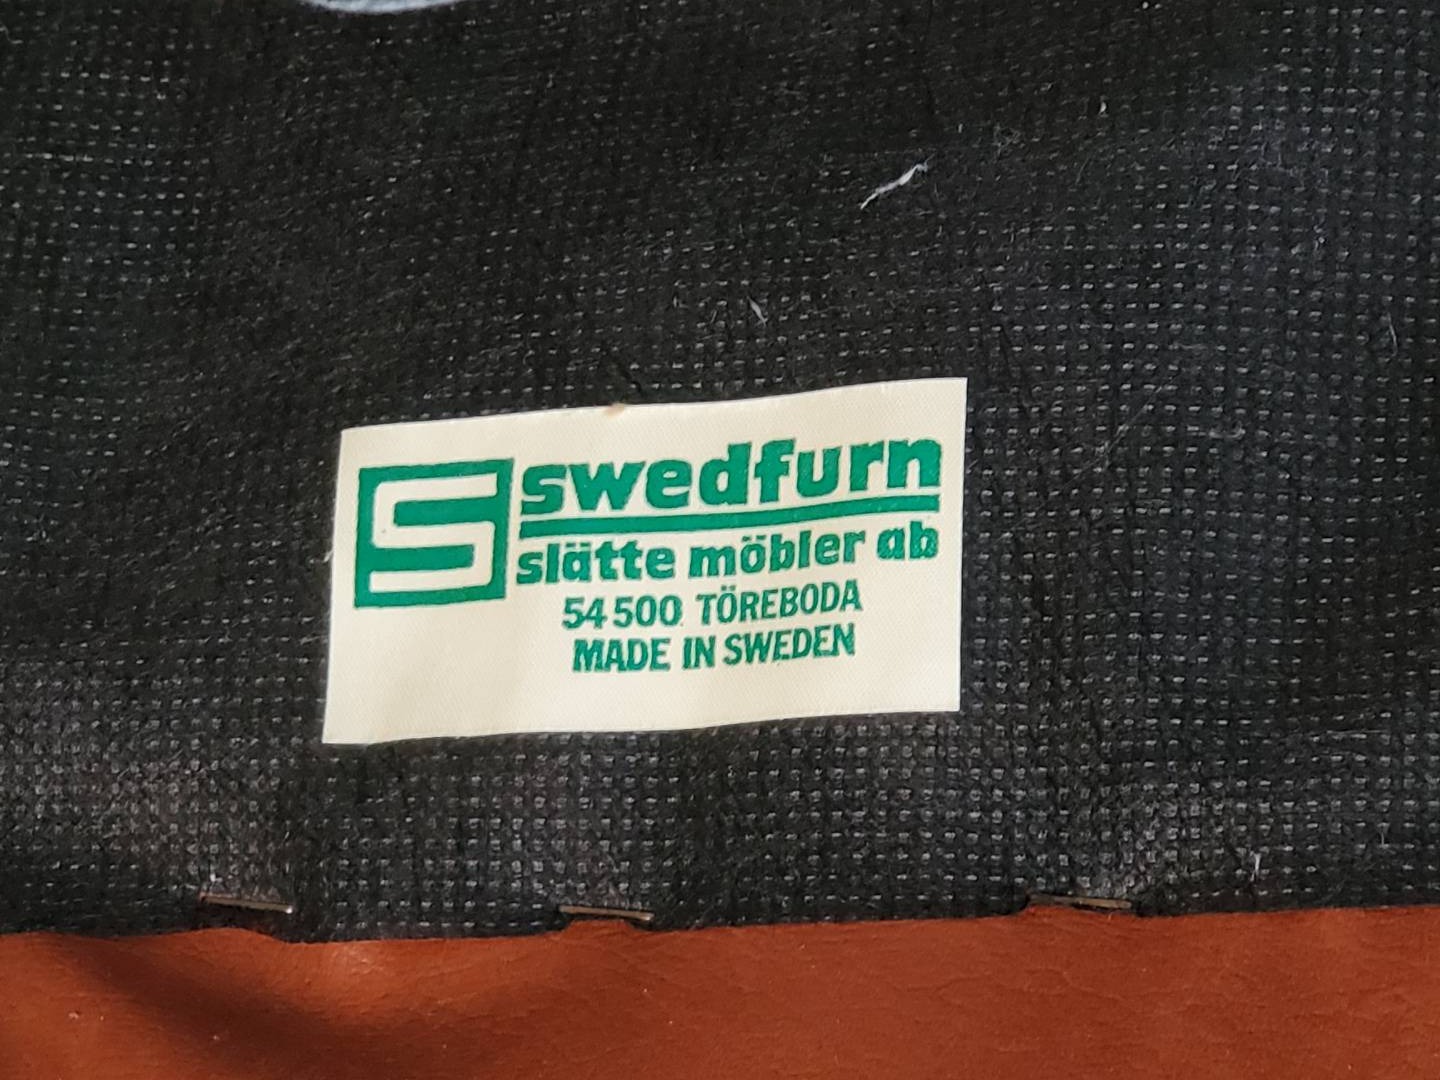 S swedfurn
slätte möbler ab
54500 TÖREBODA
MADE IN SWEDEN